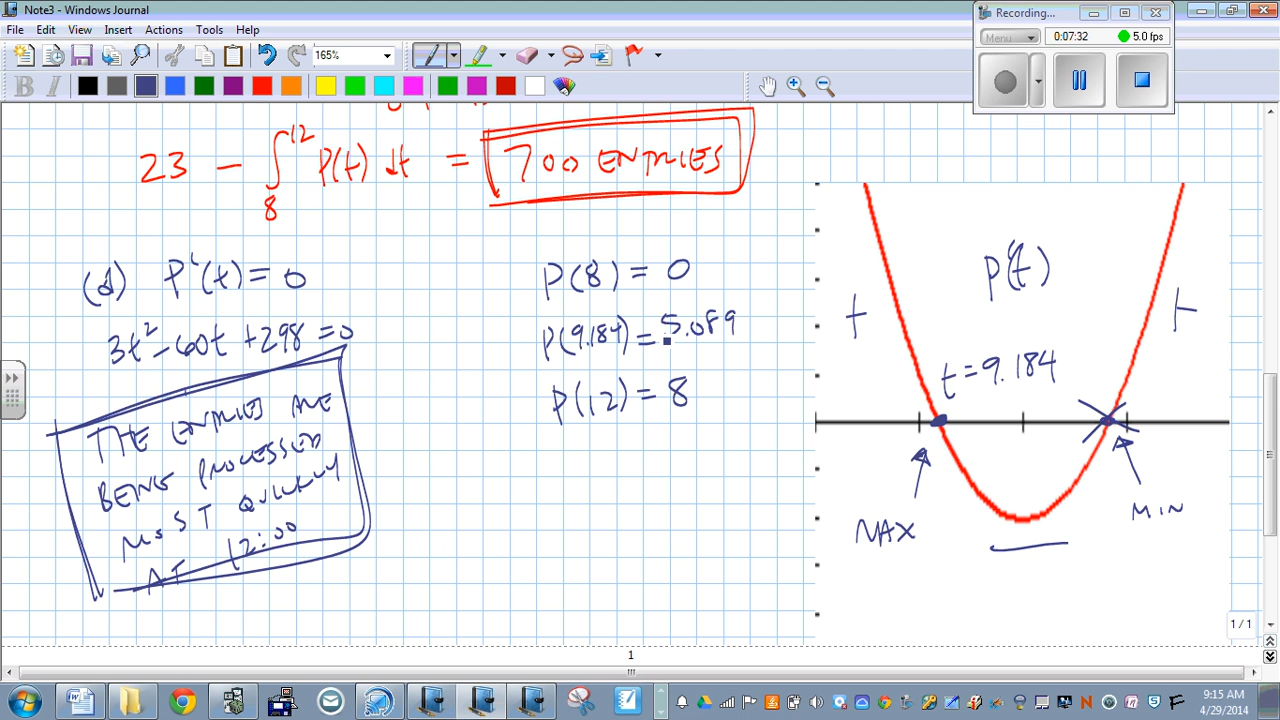 Note3 - Windows Journal
File Edit View Insert Actions Tools Help
165%
B I
Recording...
Menu
0:07:32
5.0 fps
23 - ∫ 8 12 P(t) dt = 700 ENTRIES
(d) P'(t) = 0
3t² - 60t + 298 = 0
THE ENTRIES ARE
BEING PROCESSED
MOST QUICKLY
AT 12:00
P(8) = 0
P(9.184) = 5.089
P(12) = 8
P'(t)
+ +
t = 9.184
MAX
MIN
1 / 1
1
9:15 AM
4/29/2014